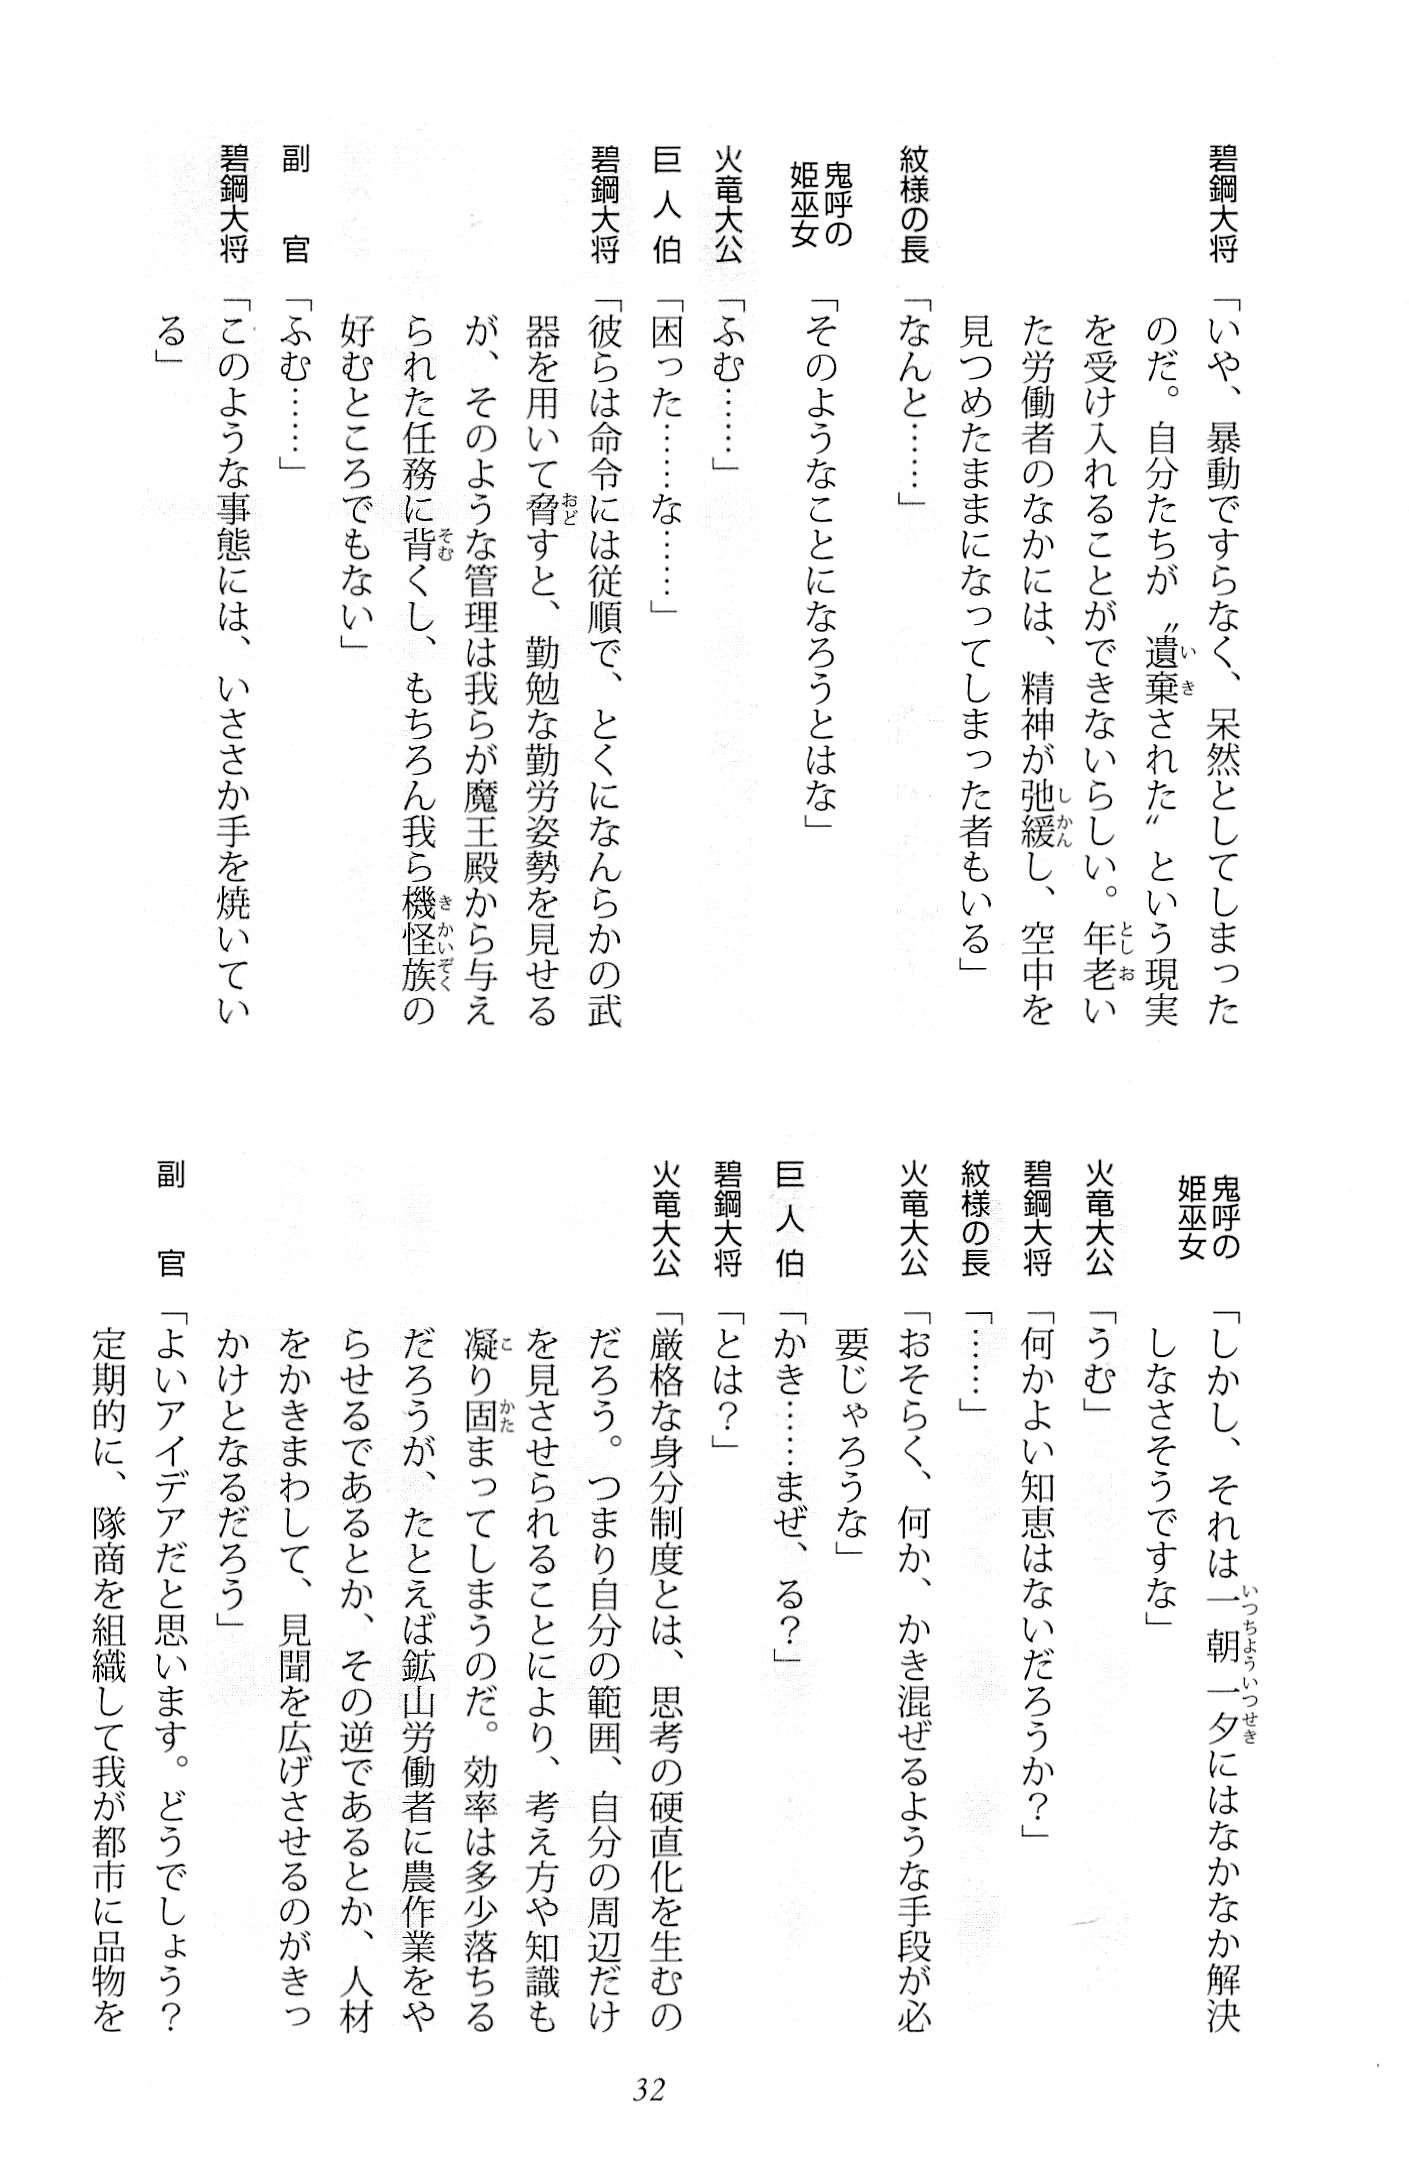 碧鋼大将「いや、暴動ですらなく、呆然としてしまった
のだ。自分たちが〝遺棄された〟という現実
を受け入れることができないらしい。年老い
た労働者のなかには、精神が弛緩し、空中を
見つめたままになってしまった者もいる」
紋様の長「なんと……」
鬼呼の
姫巫女「そのようなことになろうとはな」
火竜大公「ふむ……」
巨人伯「困った……な……」
碧鋼大将「彼らは命令には従順で、とくになんらかの武
器を用いて脅すと、勤勉な勤労姿勢を見せる
が、そのような管理は我らが魔王殿から与え
られた任務に背くし、もちろん我ら機怪族の
好むところでもない」
副官「ふむ……」
碧鋼大将「このような事態には、いささか手を焼いてい
る」
鬼呼の
姫巫女「しかし、それは一朝一夕にはなかなか解決
しなさそうですな」
火竜大公「うむ」
碧鋼大将「何かよい知恵はないだろうか？」
紋様の長「……」
火竜大公「おそらく、何か、かき混ぜるような手段が必
要じゃろうな」
巨人伯「かき……まぜ、る？」
碧鋼大将「とは？」
火竜大公「厳格な身分制度とは、思考の硬直化を生むの
だろう。つまり自分の範囲、自分の周辺だけ
を見させられることにより、考え方や知識も
凝り固まってしまうのだ。効率は多少落ちる
だろうが、たとえば鉱山労働者に農作業をや
らせるであるとか、その逆であるとか、人材
をかきまわして、見聞を広げさせるのがきっ
かけとなるだろう」
副官「よいアイデアだと思います。どうでしょう？
定期的に、隊商を組織して我が都市に品物を
32